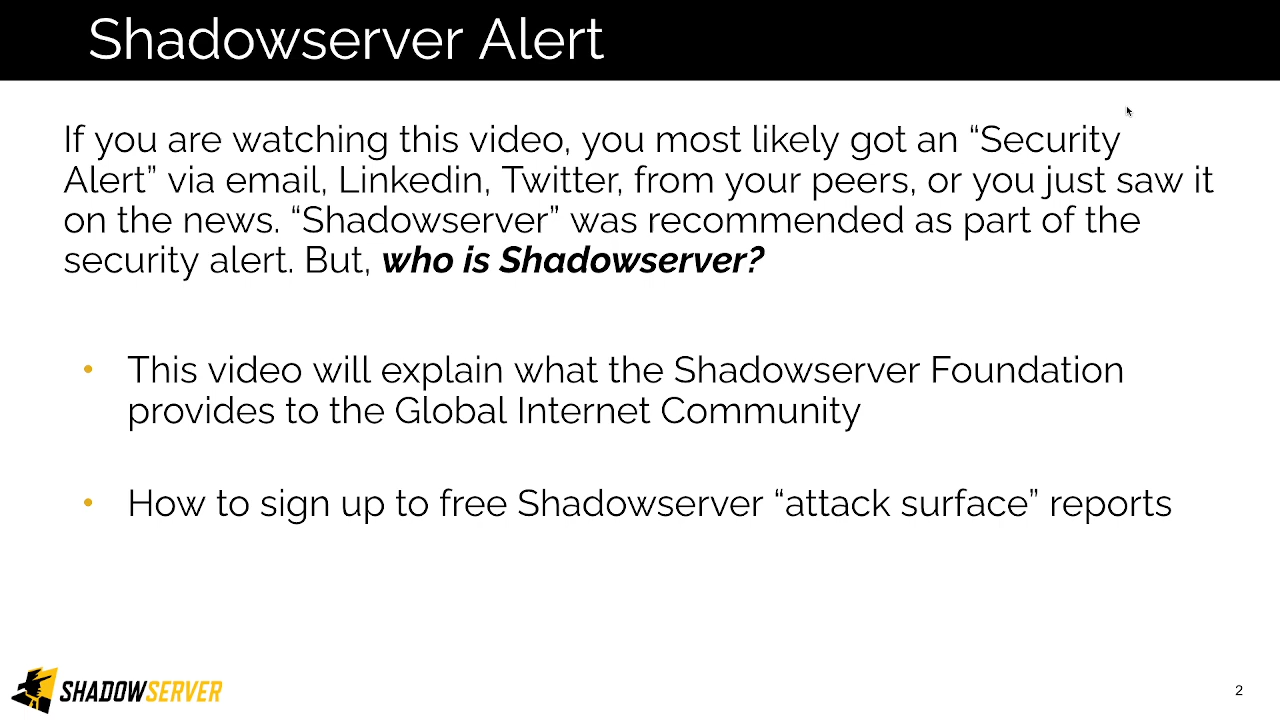 Shadowserver Alert
If you are watching this video, you most likely got an “Security
Alert” via email, Linkedin, Twitter, from your peers, or you just saw it
on the news. “Shadowserver” was recommended as part of the
security alert. But, who is Shadowserver?
• This video will explain what the Shadowserver Foundation
provides to the Global Internet Community
• How to sign up to free Shadowserver “attack surface” reports
SHADOWSERVER
2